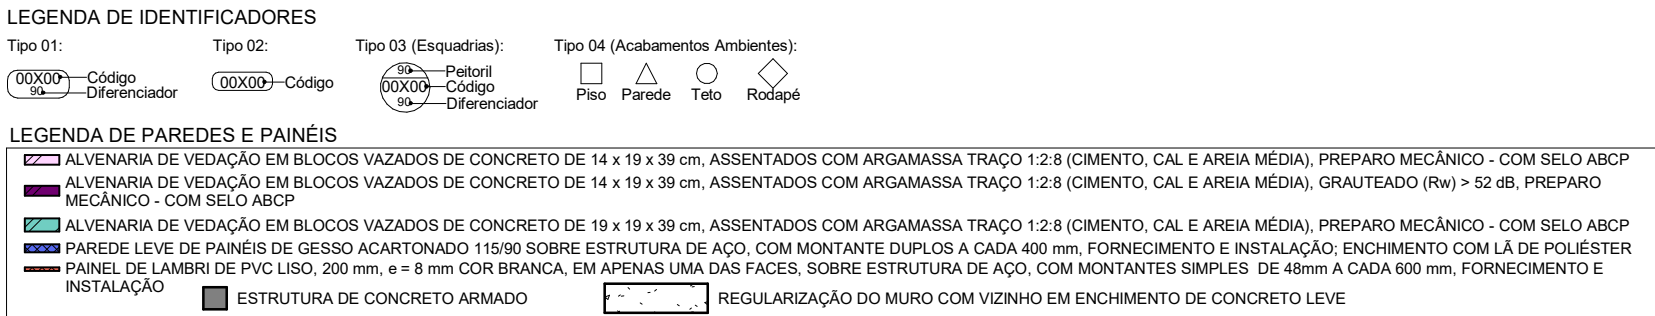 LEGENDA DE IDENTIFICADORES
Tipo 01: Tipo 02: Tipo 03 (Esquadrias): Tipo 04 (Acabamentos Ambientes):
00X00 Código
90 Diferenciador
00X00 Código
90 Peitoril
00X00 Código
90 Diferenciador
Piso Parede Teto Rodapé
LEGENDA DE PAREDES E PAINÉIS
ALVENARIA DE VEDAÇÃO EM BLOCOS VAZADOS DE CONCRETO DE 14 x 19 x 39 cm, ASSENTADOS COM ARGAMASSA TRAÇO 1:2:8 (CIMENTO, CAL E AREIA MÉDIA), PREPARO MECÂNICO - COM SELO ABCP
ALVENARIA DE VEDAÇÃO EM BLOCOS VAZADOS DE CONCRETO DE 14 x 19 x 39 cm, ASSENTADOS COM ARGAMASSA TRAÇO 1:2:8 (CIMENTO, CAL E AREIA MÉDIA), GRAUTEADO (Rw) > 52 dB, PREPARO
MECÂNICO - COM SELO ABCP
ALVENARIA DE VEDAÇÃO EM BLOCOS VAZADOS DE CONCRETO DE 19 x 19 x 39 cm, ASSENTADOS COM ARGAMASSA TRAÇO 1:2:8 (CIMENTO, CAL E AREIA MÉDIA), PREPARO MECÂNICO - COM SELO ABCP
PAREDE LEVE DE PAINÉIS DE GESSO ACARTONADO 115/90 SOBRE ESTRUTURA DE AÇO, COM MONTANTE DUPLOS A CADA 400 mm, FORNECIMENTO E INSTALAÇÃO; ENCHIMENTO COM LÃ DE POLIÉSTER
PAINEL DE LAMBRI DE PVC LISO, 200 mm, e = 8 mm COR BRANCA, EM APENAS UMA DAS FACES, SOBRE ESTRUTURA DE AÇO, COM MONTANTES SIMPLES DE 48mm A CADA 600 mm, FORNECIMENTO E
INSTALAÇÃO
ESTRUTURA DE CONCRETO ARMADO REGULARIZAÇÃO DO MURO COM VIZINHO EM ENCHIMENTO DE CONCRETO LEVE